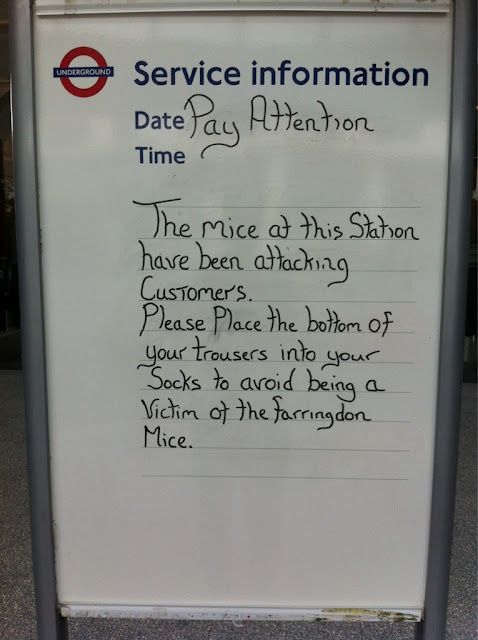 UNDERGROUND
Service information
Date Pay Attention
Time
The mice at this Station
have been attacking
Customers.
Please Place the bottom of
your trousers into your
Socks to avoid being a
Victim of the Farringdon
Mice.